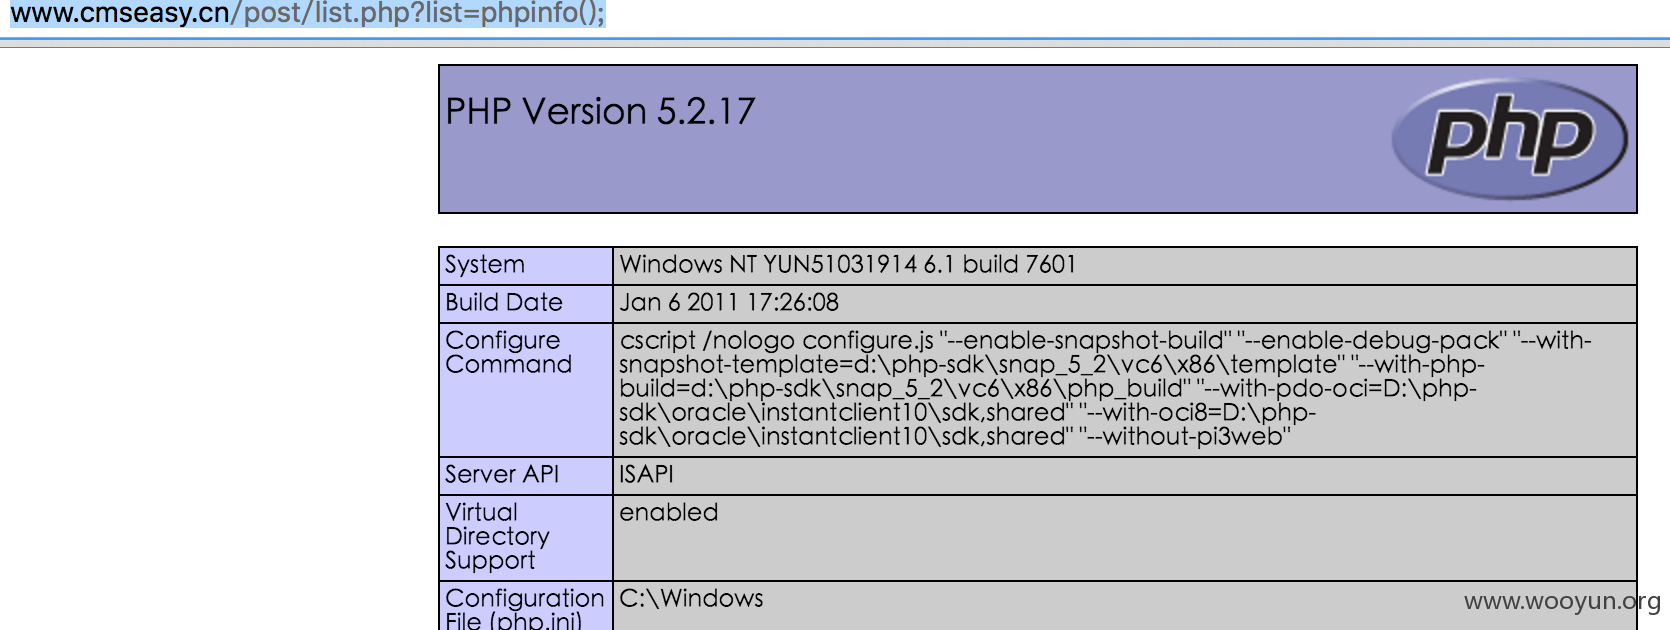 www.cmseasy.cn/post/list.php?list=phpinfo();
PHP Version 5.2.17
php
System
Windows NT YUN51031914 6.1 build 7601
Build Date
Jan 6 2011 17:26:08
Configure
Command
cscript /nologo configure.js "--enable-snapshot-build" "--enable-debug-pack" "--with-
snapshot-template=d:\php-sdk\snap_5_2\vc6\x86\template" "--with-php-
build=d:\php-sdk\snap_5_2\vc6\x86\php_build" "--with-pdo-oci=D:\php-
sdk\oracle\instantclient10\sdk,shared" "--with-oci8=D:\php-
sdk\oracle\instantclient10\sdk,shared" "--without-pi3web"
Server API
ISAPI
Virtual
Directory
Support
enabled
Configuration
File (php.ini)
C:\Windows
www.wooyun.org